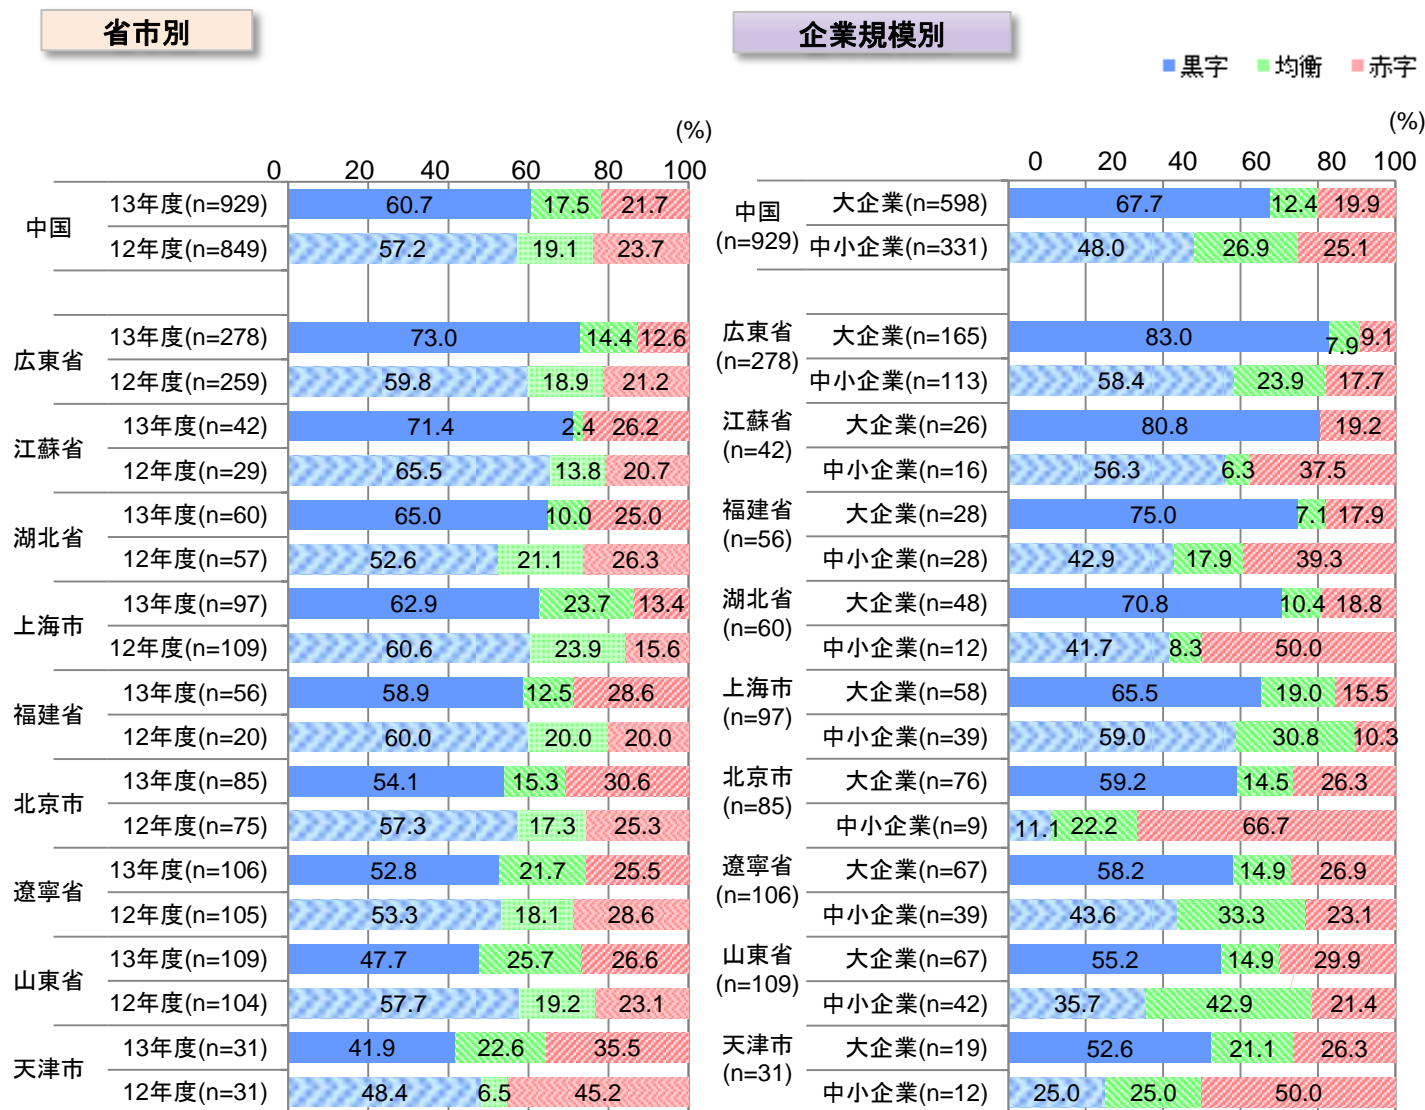 省市別
企業規模別
黒字 均衡 赤字
(%)
0 20 40 60 80 100
中国
13年度(n=929) 60.7 17.5 21.7
12年度(n=849) 57.2 19.1 23.7
広東省
13年度(n=278) 73.0 14.4 12.6
12年度(n=259) 59.8 18.9 21.2
江蘇省
13年度(n=42) 71.4 2.4 26.2
12年度(n=29) 65.5 13.8 20.7
湖北省
13年度(n=60) 65.0 10.0 25.0
12年度(n=57) 52.6 21.1 26.3
上海市
13年度(n=97) 62.9 23.7 13.4
12年度(n=109) 60.6 23.9 15.6
福建省
13年度(n=56) 58.9 12.5 28.6
12年度(n=20) 60.0 20.0 20.0
北京市
13年度(n=85) 54.1 15.3 30.6
12年度(n=75) 57.3 17.3 25.3
遼寧省
13年度(n=106) 52.8 21.7 25.5
12年度(n=105) 53.3 18.1 28.6
山東省
13年度(n=109) 47.7 25.7 26.6
12年度(n=104) 57.7 19.2 23.1
天津市
13年度(n=31) 41.9 22.6 35.5
12年度(n=31) 48.4 6.5 45.2
(%)
0 20 40 60 80 100
中国
(n=929)
大企業(n=598) 67.7 12.4 19.9
中小企業(n=331) 48.0 26.9 25.1
広東省
(n=278)
大企業(n=165) 83.0 7.9 9.1
中小企業(n=113) 58.4 23.9 17.7
江蘇省
(n=42)
大企業(n=26) 80.8 19.2
中小企業(n=16) 56.3 6.3 37.5
福建省
(n=56)
大企業(n=28) 75.0 7.1 17.9
中小企業(n=28) 42.9 17.9 39.3
湖北省
(n=60)
大企業(n=48) 70.8 10.4 18.8
中小企業(n=12) 41.7 8.3 50.0
上海市
(n=97)
大企業(n=58) 65.5 19.0 15.5
中小企業(n=39) 59.0 30.8 10.3
北京市
(n=85)
大企業(n=76) 59.2 14.5 26.3
中小企業(n=9) 11.1 22.2 66.7
遼寧省
(n=106)
大企業(n=67) 58.2 14.9 26.9
中小企業(n=39) 43.6 33.3 23.1
山東省
(n=109)
大企業(n=67) 55.2 14.9 29.9
中小企業(n=42) 35.7 42.9 21.4
天津市
(n=31)
大企業(n=19) 52.6 21.1 26.3
中小企業(n=12) 25.0 25.0 50.0